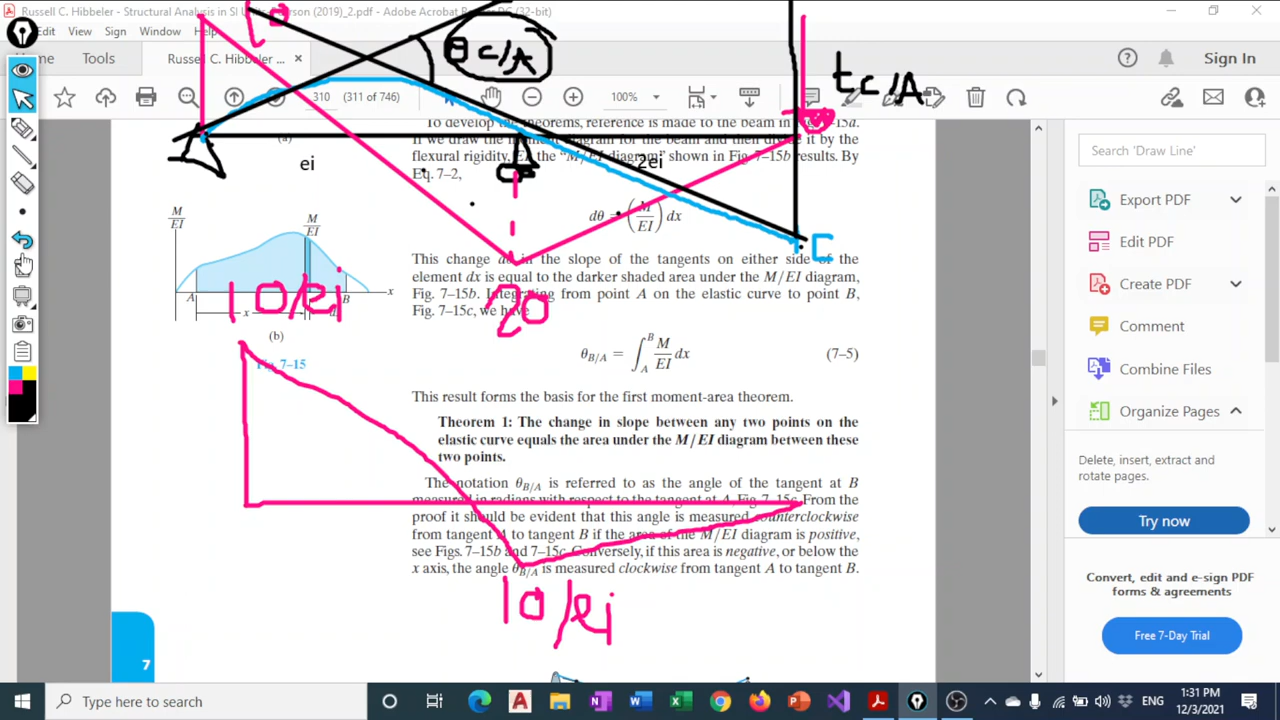 Russell C. Hibbeler - Structural Analysis in SI
(2019)_2.pdf - Adobe Acrobat
(32-bit)
Edit View Sign Window
Tools
Russell C. Hibbeler ...
Sign In
310 (311 of 746)
100%
10
θ C/A
t C/A
To develop the theorems, reference is made to the beam in
If we draw the moment diagram for the beam and then divide it by the
flexural rigidity, EI, the "M/EI diagram" shown in Fig. 7–15b results. By
Eq. 7–2,
ei
2ei
C
dθ = (M/EI) dx
This change dθ in the slope of the tangents on either side of the
element dx is equal to the darker shaded area under the M/EI diagram,
Fig. 7–15b. Integrating from point A on the elastic curve to point B,
Fig. 7–15c, we have
20
θB/A = ∫AB M/EI dx (7–5)
M/EI
M/EI
A
B
x
x
(b)
10/ei
Fig. 7–15
This result forms the basis for the first moment-area theorem.
Theorem 1: The change in slope between any two points on the
elastic curve equals the area under the M/EI diagram between these
two points.
The notation θB/A is referred to as the angle of the tangent at B
measured in radians with respect to the tangent at A, Fig. 7–15c. From the
proof it should be evident that this angle is measured counterclockwise
from tangent A to tangent B if the area of the M/EI diagram is positive,
see Figs. 7–15b and 7–15c. Conversely, if this area is negative, or below the
x axis, the angle θB/A is measured clockwise from tangent A to tangent B.
10/ei
7
Search 'Draw Line'
Export PDF
Edit PDF
Create PDF
Comment
Combine Files
Organize Pages
Delete, insert, extract and
restore pages.
Try now
Convert, edit and e-sign PDF
forms & agreements
Free 7-Day Trial
Type here to search
ENG
1:31 PM
12/3/2021